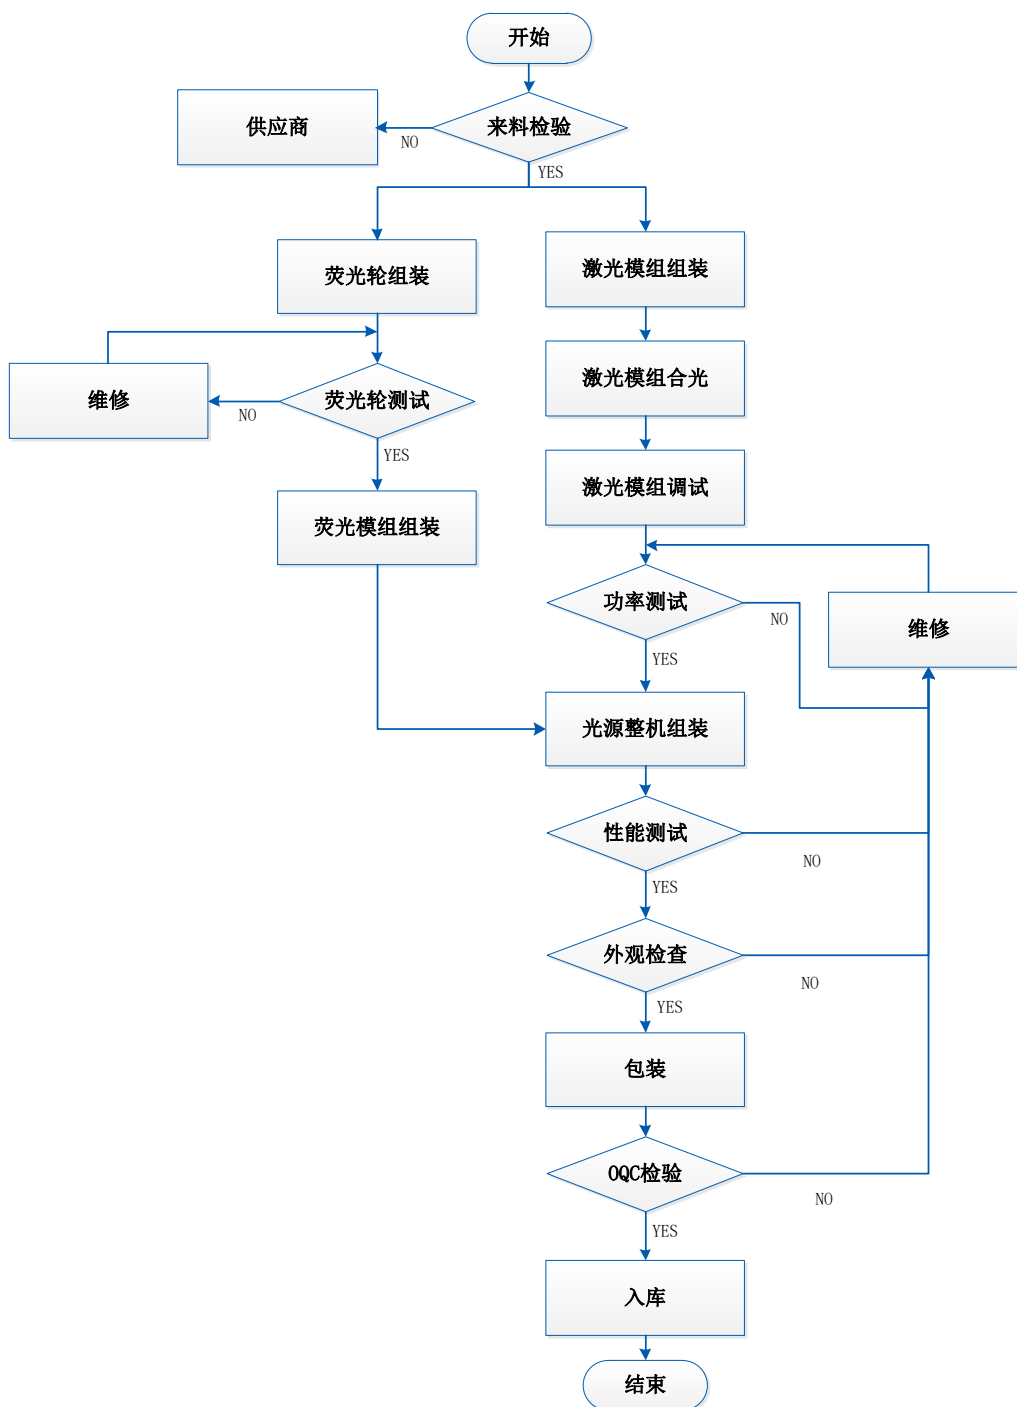 开始
来料检验
供应商
NO
YES
荧光轮组装
激光模组组装
激光模组合光
维修
荧光轮测试
NO
YES
激光模组调试
荧光模组组装
功率测试
NO
维修
YES
光源整机组装
性能测试
NO
YES
外观检查
NO
YES
包装
OQC检验
NO
YES
入库
结束